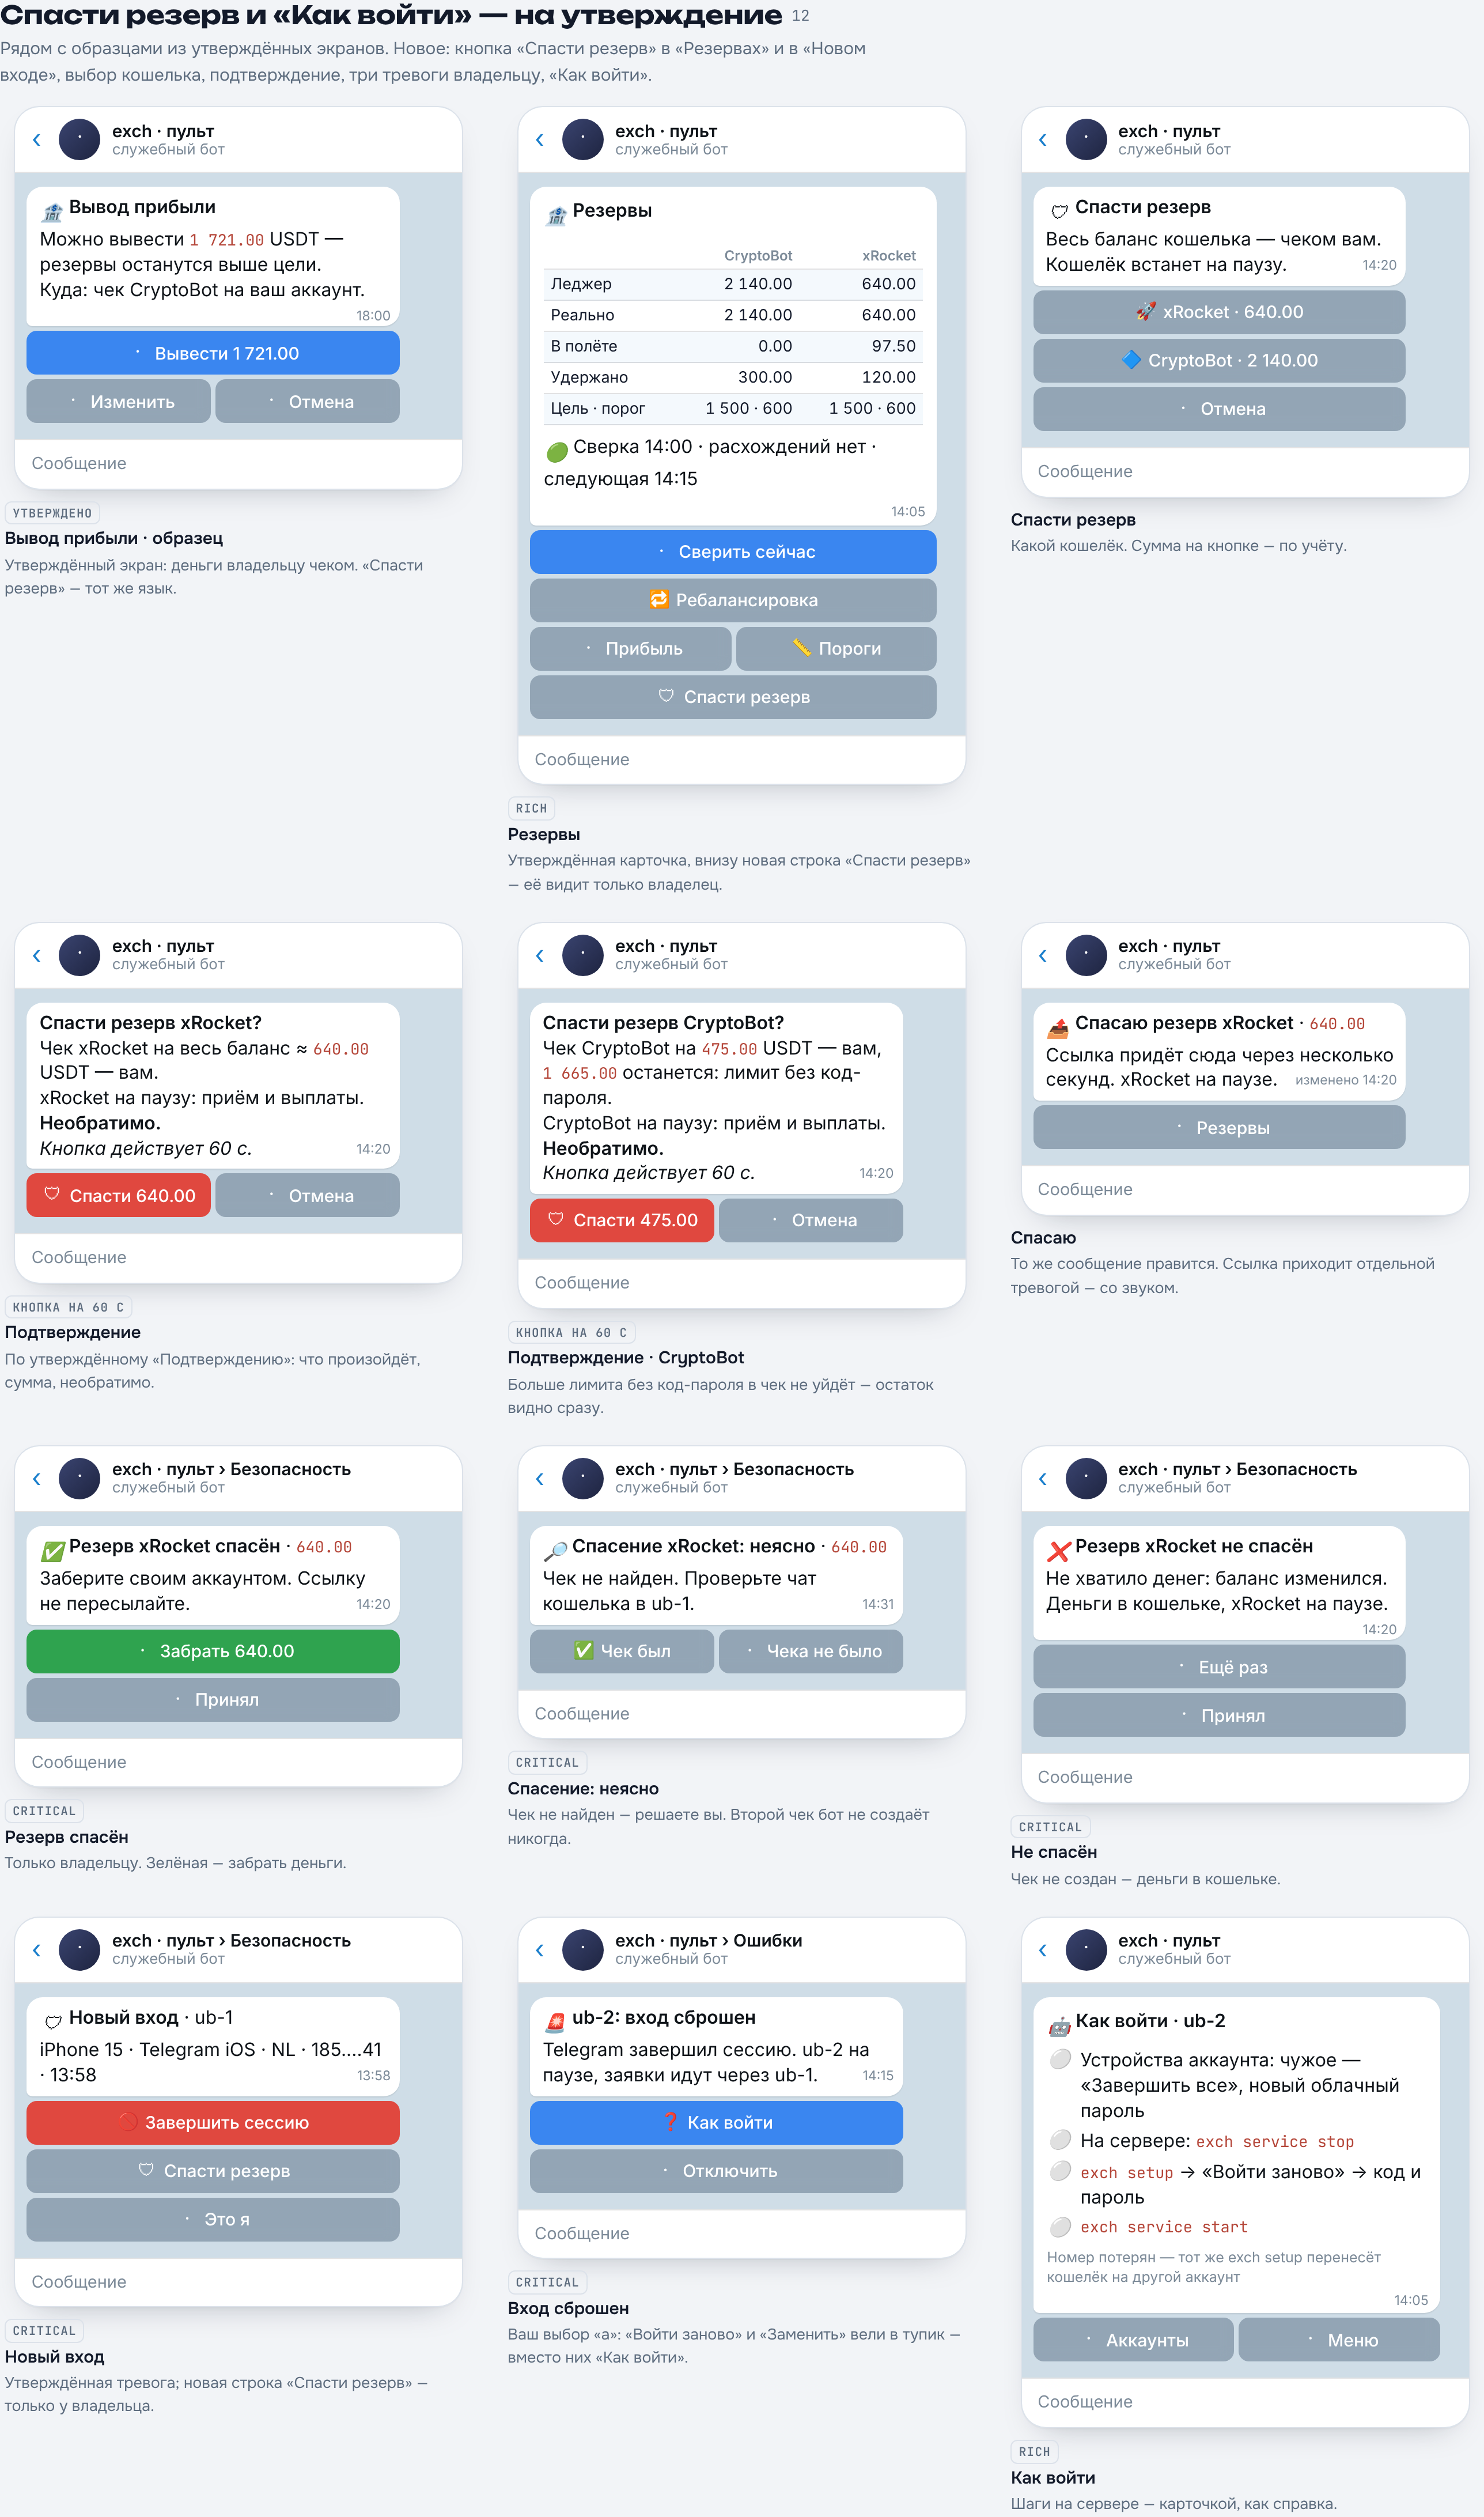 Спасти резерв и «Как войти» — на утверждение 12
Рядом с образцами из утверждённых экранов. Новое: кнопка «Спасти резерв» в «Резервах» и в «Новом
входе», выбор кошелька, подтверждение, три тревоги владельцу, «Как войти».
exch · пульт
служебный бот
Вывод прибыли
Можно вывести 1 721.00 USDT —
резервы останутся выше цели.
Куда: чек CryptoBot на ваш аккаунт.
18:00
Вывести 1 721.00
Изменить
Отмена
Сообщение
УТВЕРЖДЕНО
Вывод прибыли · образец
Утверждённый экран: деньги владельцу чеком. «Спасти
резерв» — тот же язык.
exch · пульт
служебный бот
Резервы
CryptoBot xRocket
Леджер 2 140.00 640.00
Реально 2 140.00 640.00
В полёте 0.00 97.50
Удержано 300.00 120.00
Цель · порог 1 500 · 600 1 500 · 600
Сверка 14:00 · расхождений нет ·
следующая 14:15
14:05
Сверить сейчас
Ребалансировка
Прибыль
Пороги
Спасти резерв
Сообщение
RICH
Резервы
Утверждённая карточка, внизу новая строка «Спасти резерв»
— её видит только владелец.
exch · пульт
служебный бот
Спасти резерв
Весь баланс кошелька — чеком вам.
Кошелёк встанет на паузу. 14:20
xRocket · 640.00
CryptoBot · 2 140.00
Отмена
Сообщение
Спасти резерв
Какой кошелёк. Сумма на кнопке — по учёту.
exch · пульт
служебный бот
Спасти резерв xRocket?
Чек xRocket на весь баланс ≈ 640.00
USDT — вам.
xRocket на паузу: приём и выплаты.
Необратимо.
Кнопка действует 60 с. 14:20
Спасти 640.00
Отмена
Сообщение
КНОПКА НА 60 С
Подтверждение
По утверждённому «Подтверждению»: что произойдёт,
сумма, необратимо.
exch · пульт
служебный бот
Спасти резерв CryptoBot?
Чек CryptoBot на 475.00 USDT — вам,
1 665.00 останется: лимит без код-
пароля.
CryptoBot на паузу: приём и выплаты.
Необратимо.
Кнопка действует 60 с. 14:20
Спасти 475.00
Отмена
Сообщение
КНОПКА НА 60 С
Подтверждение · CryptoBot
Больше лимита без код-пароля в чек не уйдёт — остаток
видно сразу.
exch · пульт
служебный бот
Спасаю резерв xRocket · 640.00
Ссылка придёт сюда через несколько
секунд. xRocket на паузе. изменено 14:20
Резервы
Сообщение
Спасаю
То же сообщение правится. Ссылка приходит отдельной
тревогой — со звуком.
exch · пульт › Безопасность
служебный бот
Резерв xRocket спасён · 640.00
Заберите своим аккаунтом. Ссылку
не пересылайте. 14:20
Забрать 640.00
Принял
Сообщение
CRITICAL
Резерв спасён
Только владельцу. Зелёная — забрать деньги.
exch · пульт › Безопасность
служебный бот
Спасение xRocket: неясно · 640.00
Чек не найден. Проверьте чат
кошелька в ub-1. 14:31
Чек был
Чека не было
Сообщение
CRITICAL
Спасение: неясно
Чек не найден — решаете вы. Второй чек бот не создаёт
никогда.
exch · пульт › Безопасность
служебный бот
Резерв xRocket не спасён
Не хватило денег: баланс изменился.
Деньги в кошельке, xRocket на паузе.
14:20
Ещё раз
Принял
Сообщение
CRITICAL
Не спасён
Чек не создан — деньги в кошельке.
exch · пульт › Безопасность
служебный бот
Новый вход · ub-1
iPhone 15 · Telegram iOS · NL · 185.…41
· 13:58 13:58
Завершить сессию
Спасти резерв
Это я
Сообщение
CRITICAL
Новый вход
Утверждённая тревога; новая строка «Спасти резерв» —
только у владельца.
exch · пульт › Ошибки
служебный бот
ub-2: вход сброшен
Telegram завершил сессию. ub-2 на
паузе, заявки идут через ub-1. 14:15
Как войти
Отключить
Сообщение
CRITICAL
Вход сброшен
Ваш выбор «а»: «Войти заново» и «Заменить» вели в тупик —
вместо них «Как войти».
exch · пульт
служебный бот
Как войти · ub-2
Устройства аккаунта: чужое —
«Завершить все», новый облачный
пароль
На сервере: exch service stop
exch setup → «Войти заново» → код и
пароль
exch service start
Номер потерян — тот же exch setup перенесёт
кошелёк на другой аккаунт
14:05
Аккаунты
Меню
Сообщение
RICH
Как войти
Шаги на сервере — карточкой, как справка.